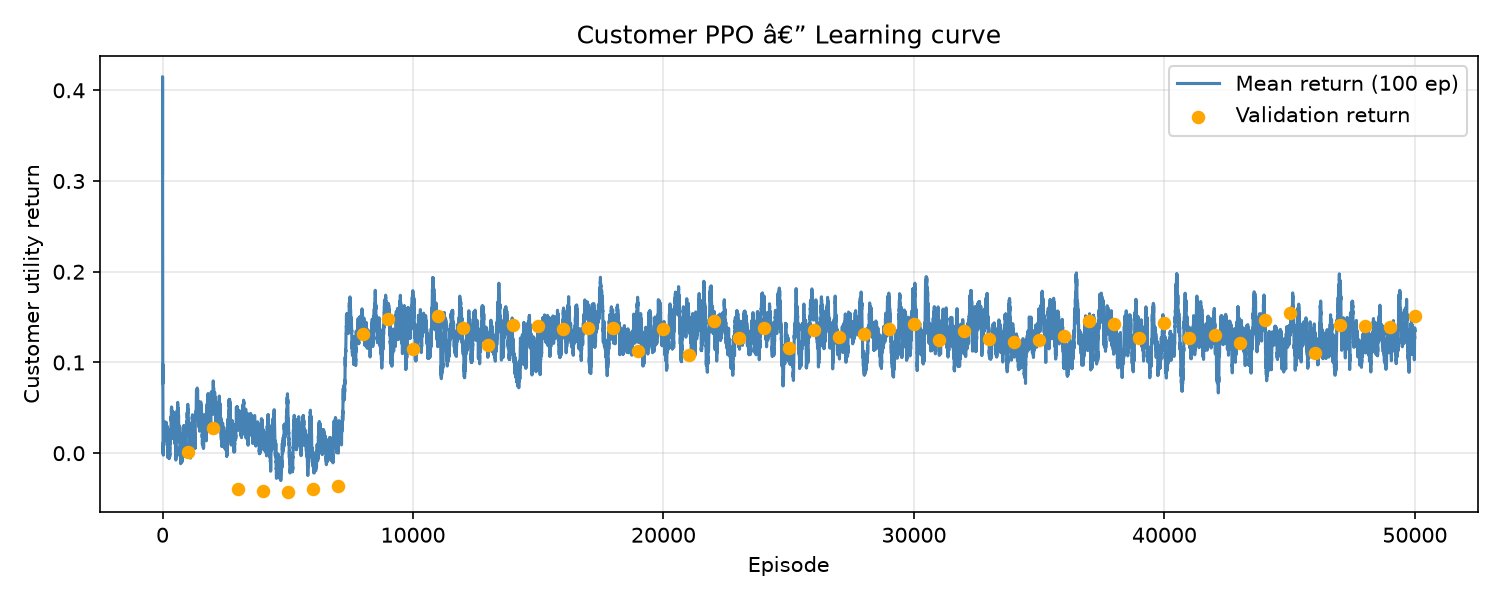 Customer PPO â€” Learning curve
Mean return (100 ep)
Validation return
Customer utility return
0.4
0.3
0.2
0.1
0.0
0 10000 20000 30000 40000 50000
Episode